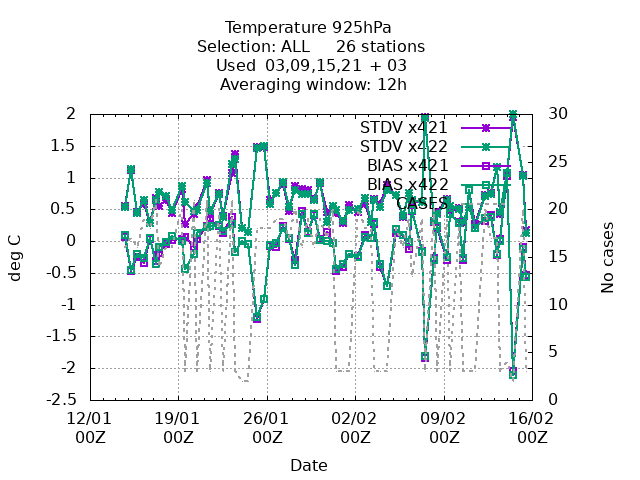 Temperature 925hPa
Selection: ALL 26 stations
Used 03,09,15,21 + 03
Averaging window: 12h
2 30
STDV x421
1.5 STDV x422 25
1 BIAS x421
BIAS x422
0.5 CASES 20
0
-0.5 15
-1 10
-1.5
-2 5
-2.5 0
deg C
No cases
12/01 19/01 26/01 02/02 09/02 16/02
00Z 00Z 00Z 00Z 00Z 00Z
Date